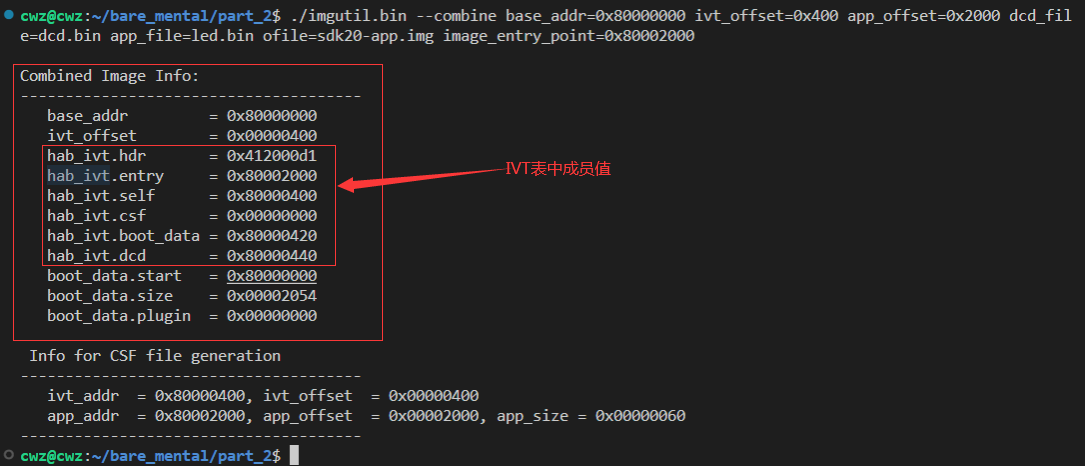 cwz@cwz:~/bare_mental/part_2$ ./imgutil.bin --combine base_addr=0x80000000 ivt_offset=0x400 app_offset=0x2000 dcd_fil
e=dcd.bin app_file=led.bin ofile=sdk20-app.img image_entry_point=0x80002000
Combined Image Info:
-------------------------------------
base_addr = 0x80000000
ivt_offset = 0x00000400
hab_ivt.hdr = 0x412000d1
hab_ivt.entry = 0x80002000
IVT表中成员值
hab_ivt.self = 0x80000400
hab_ivt.csf = 0x00000000
hab_ivt.boot_data = 0x80000420
hab_ivt.dcd = 0x80000440
boot_data.start = 0x80000000
boot_data.size = 0x00002054
boot_data.plugin = 0x00000000
Info for CSF file generation
-------------------------------------
ivt_addr = 0x80000400, ivt_offset = 0x00000400
app_addr = 0x80002000, app_offset = 0x00002000, app_size = 0x00000060
-------------------------------------
cwz@cwz:~/bare_mental/part_2$